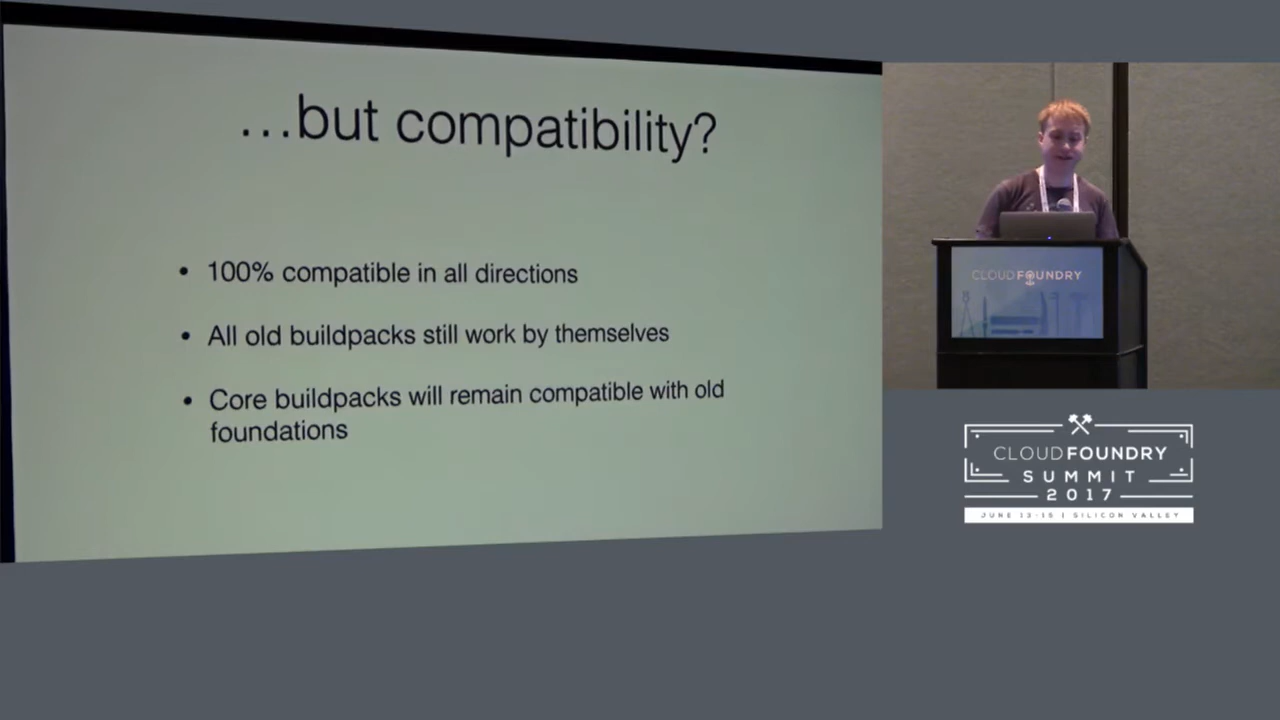 …but compatibility?
• 100% compatible in all directions
• All old buildpacks still work by themselves
• Core buildpacks will remain compatible with old
foundations
CLOUDFOUNDRY
CLOUDFOUNDRY
SUMMIT
2017
JUNE 13-15 | SILICON VALLEY